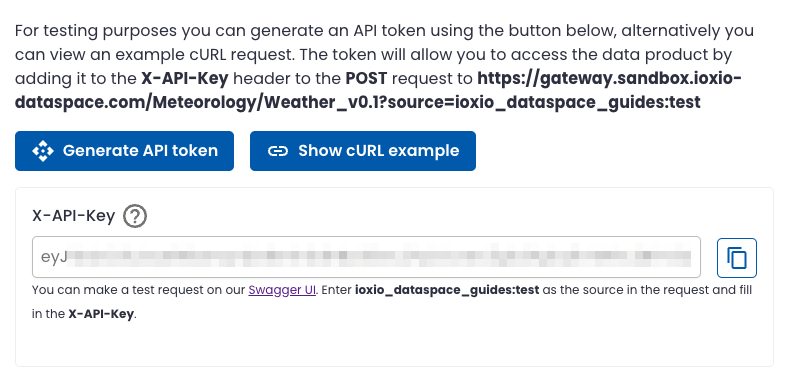 For testing purposes you can generate an API token using the button below, alternatively you
can view an example cURL request. The token will allow you to access the data product by
adding it to the X-API-Key header to the POST request to https://gateway.sandbox.ioxio-
dataspace.com/Meteorology/Weather_v0.1?source=ioxio_dataspace_guides:test
Generate API token
Show cURL example
X-API-Key
eyJ
You can make a test request on our Swagger UI. Enter ioxio_dataspace_guides:test as the source in the request and fill
in the X-API-Key.